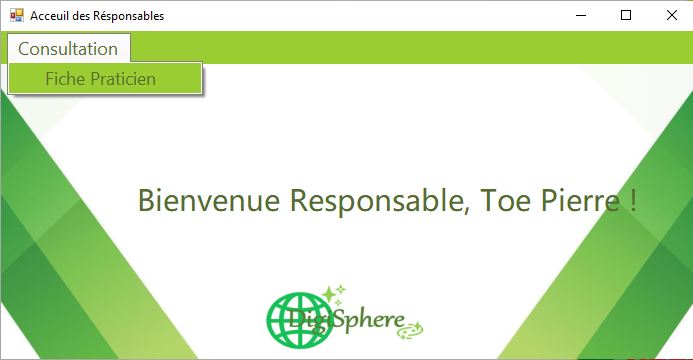 Acceuil des Résponsables
Consultation
Fiche Praticien
Bienvenue Responsable, Toe Pierre !
DigiSphere